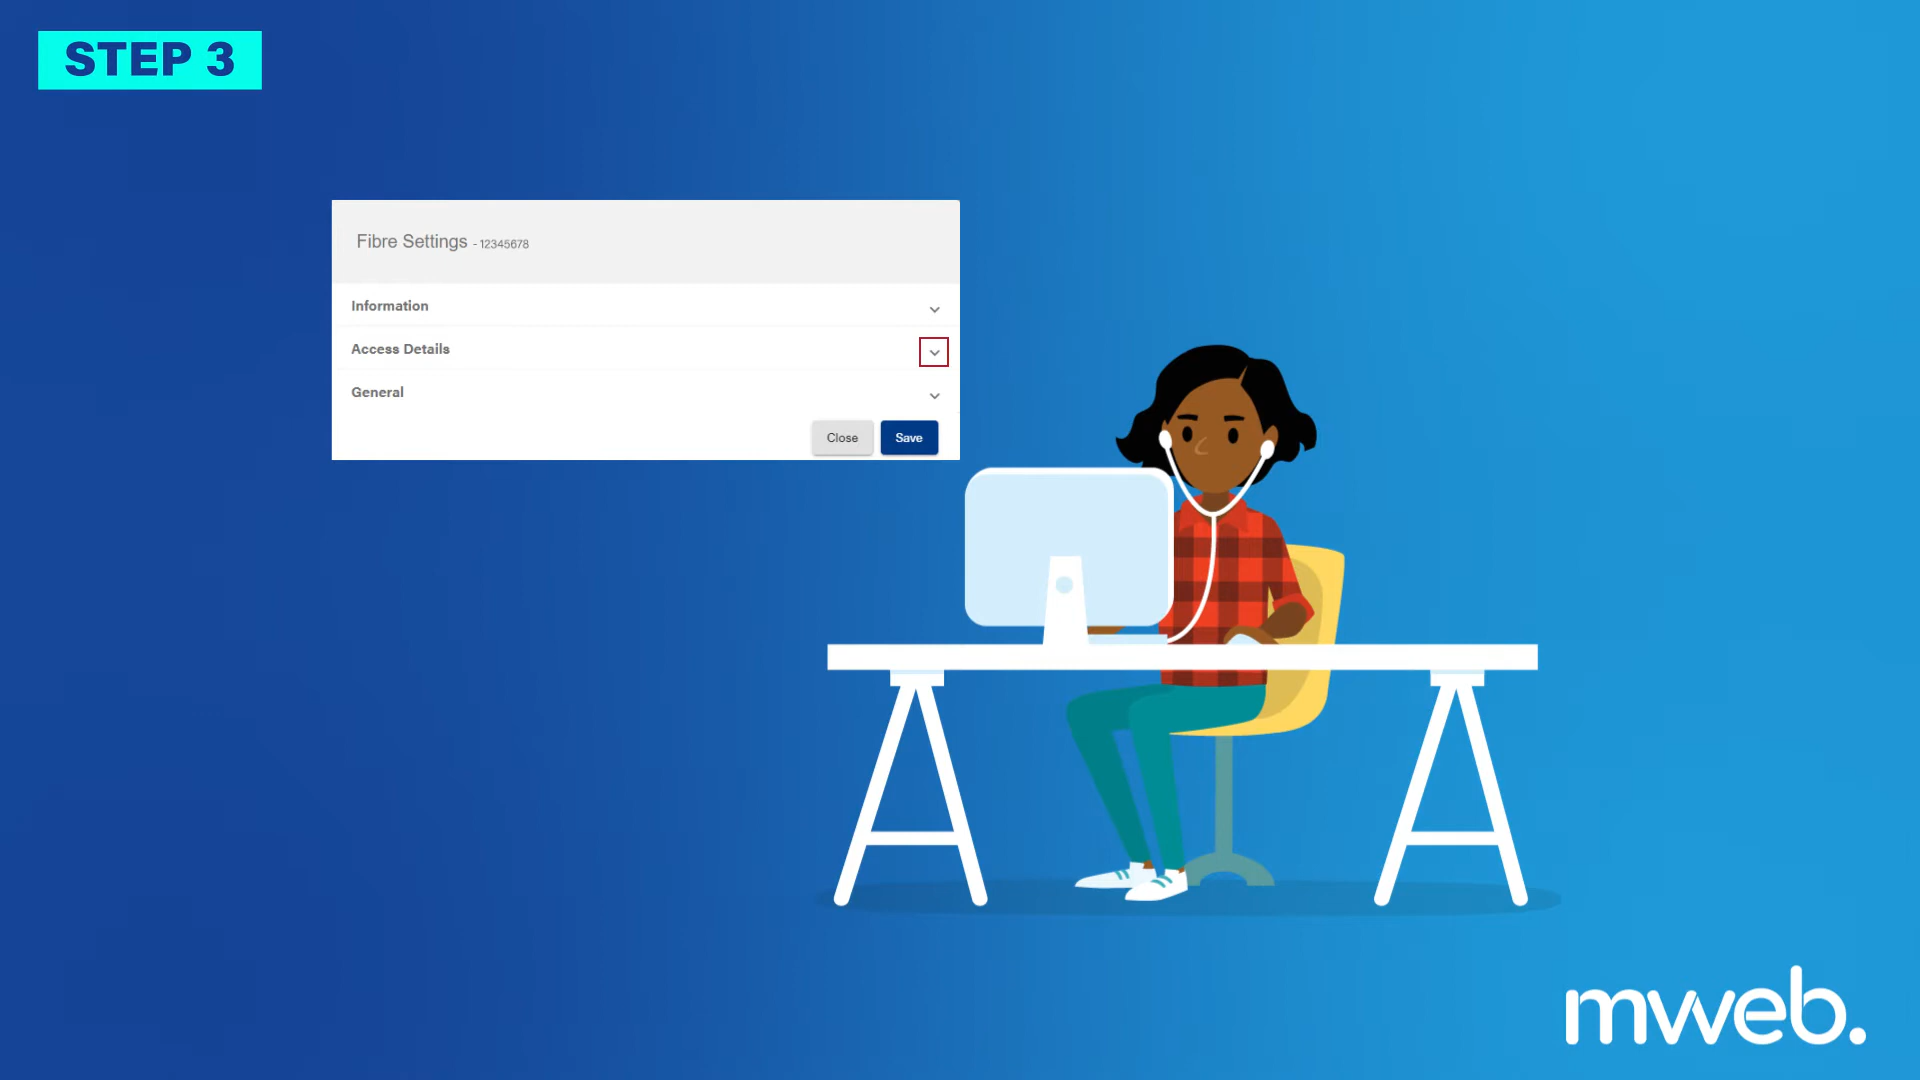 STEP 3
Fibre Settings - 12345678
Information
Access Details
General
Close Save
mweb.